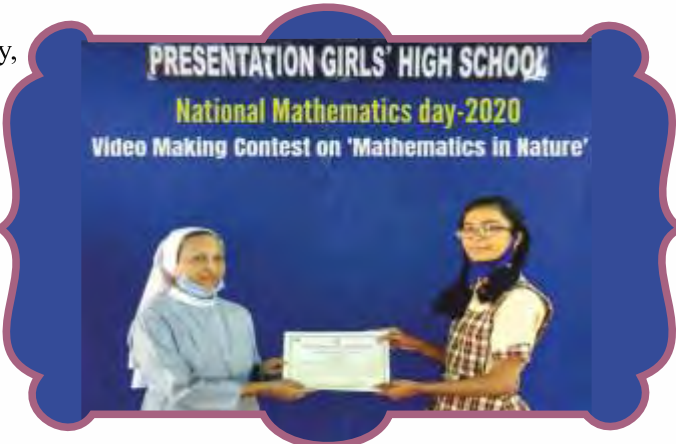 y,
PRESENTATION GIRLS' HIGH SCHOOL
National Mathematics day-2020
Video Making Contest on 'Mathematics in Nature'